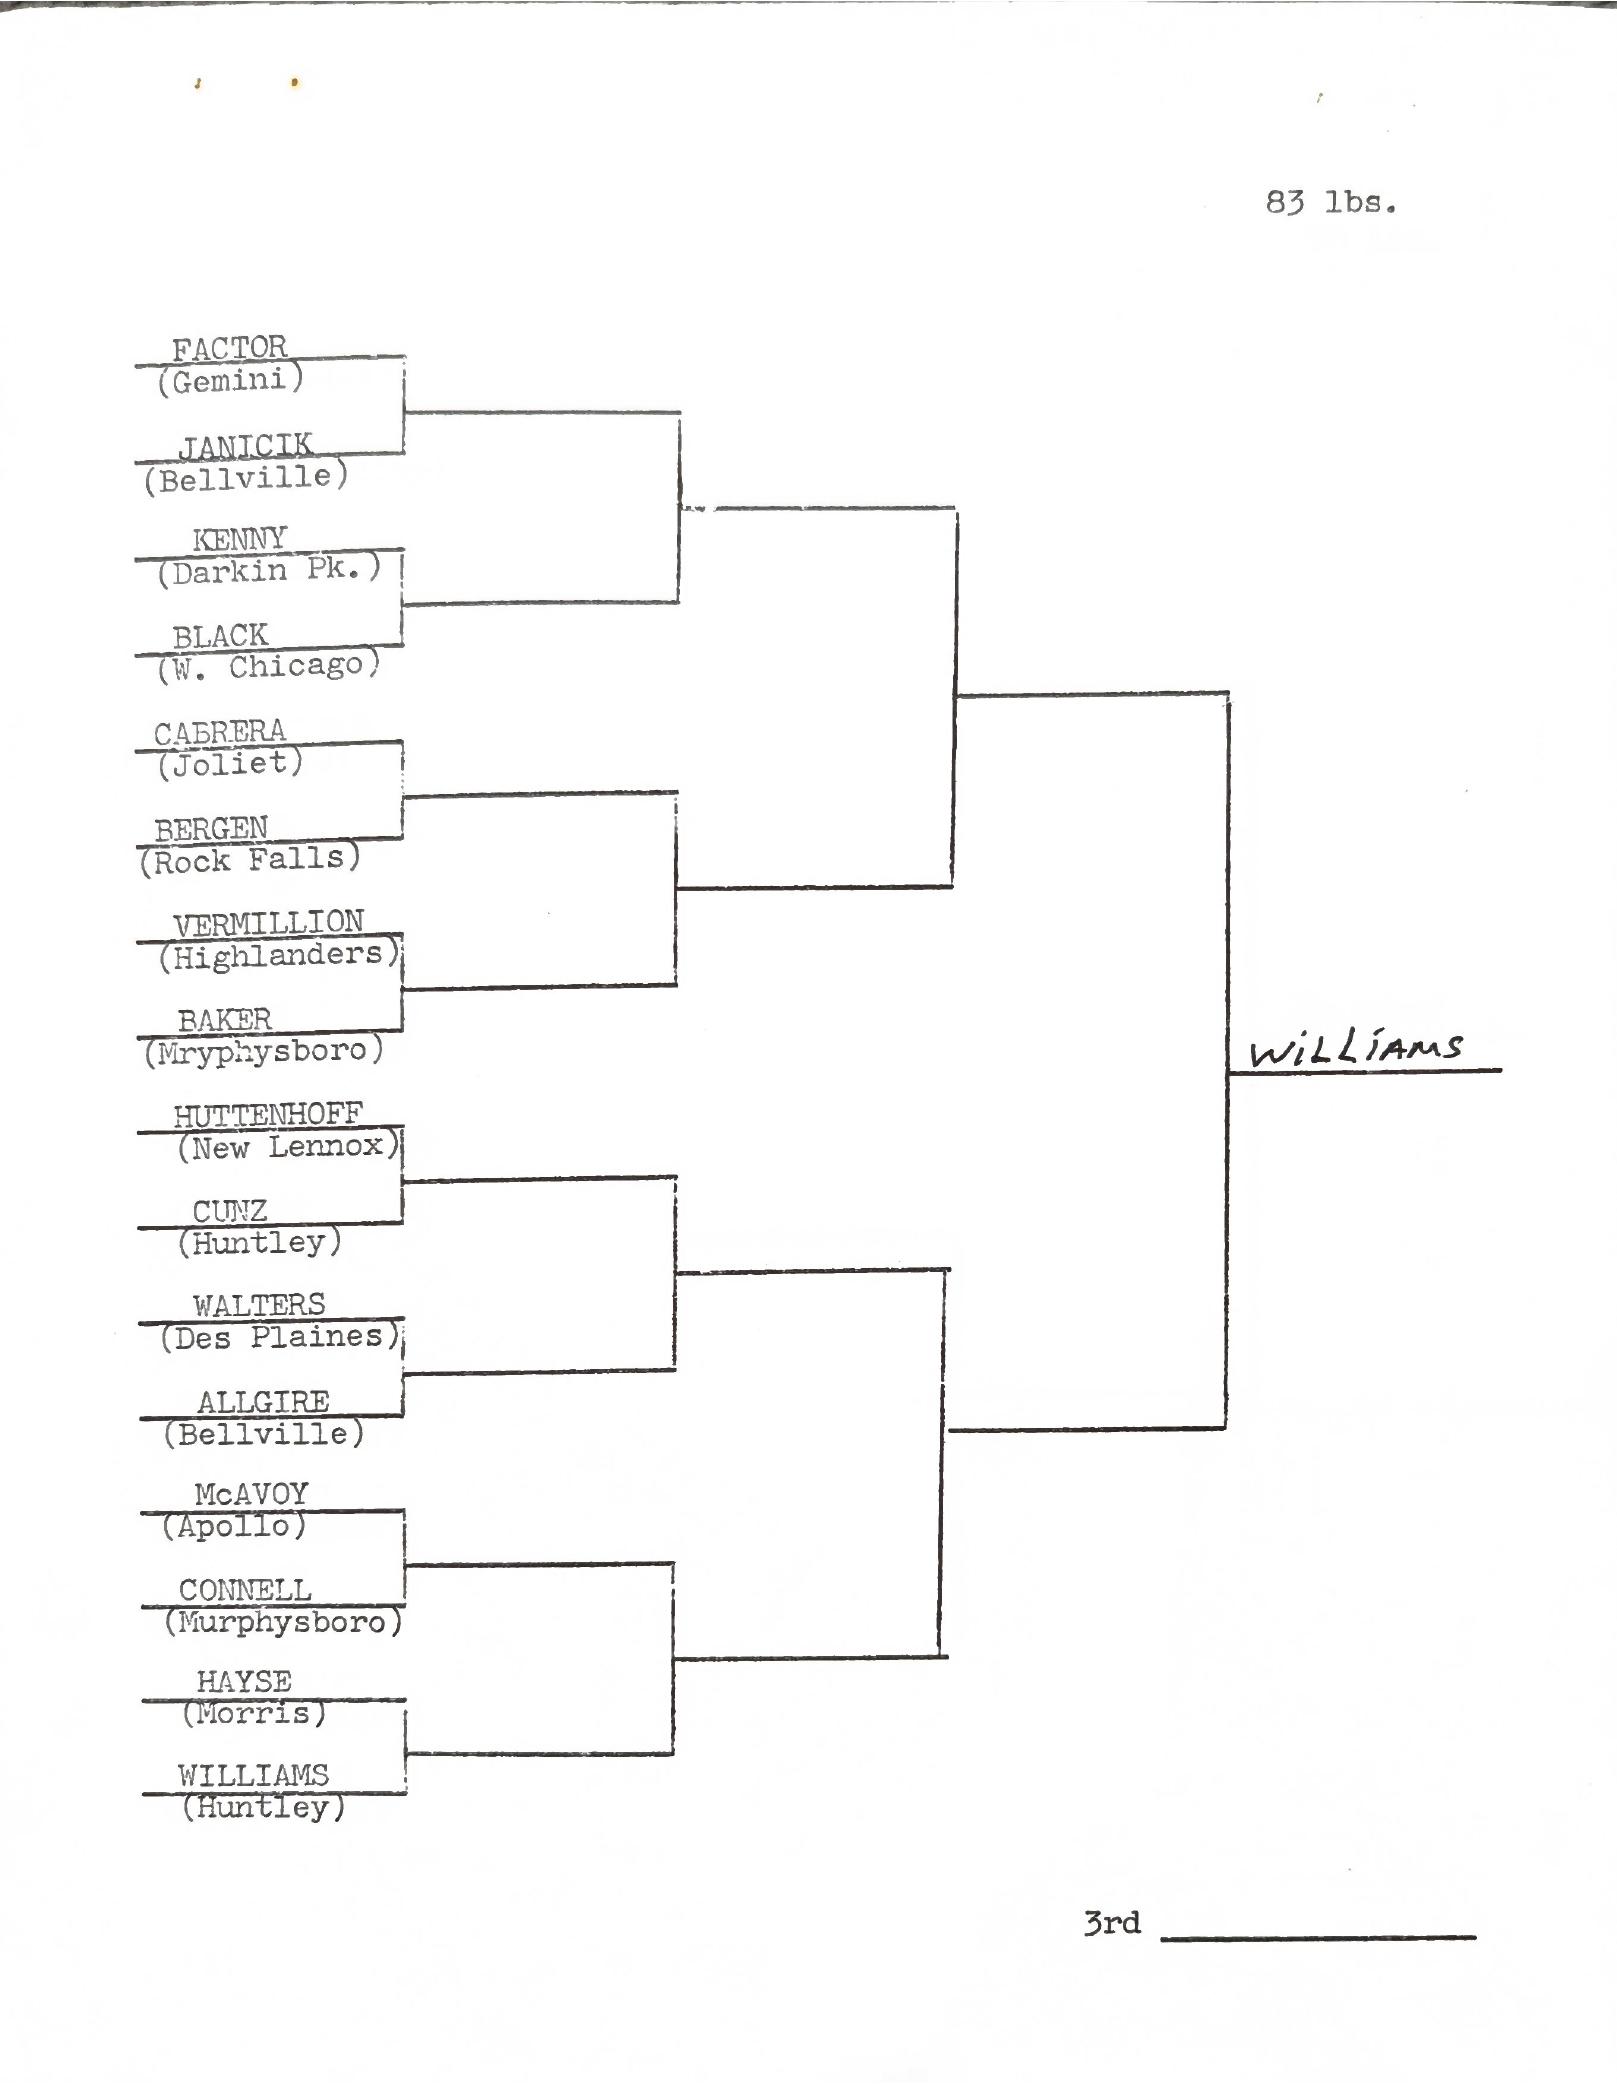 83 lbs.
FACTOR
(Gemini)
JANICIK
(Bellville)
KENNY
(Darkin Pk.)
BLACK
(W. Chicago)
CABRERA
(Joliet)
BERGEN
(Rock Falls)
VERMILLION
(Highlanders)
BAKER
(Mryphysboro)
WiLLiAMS
HUTTENHOFF
(New Lennox)
CUNZ
(Huntley)
WALTERS
(Des Plaines)
ALLGIRE
(Bellville)
McAVOY
(Apollo)
CONNELL
(Murphysboro)
HAYSE
(Morris)
WILLIAMS
(Huntley)
3rd